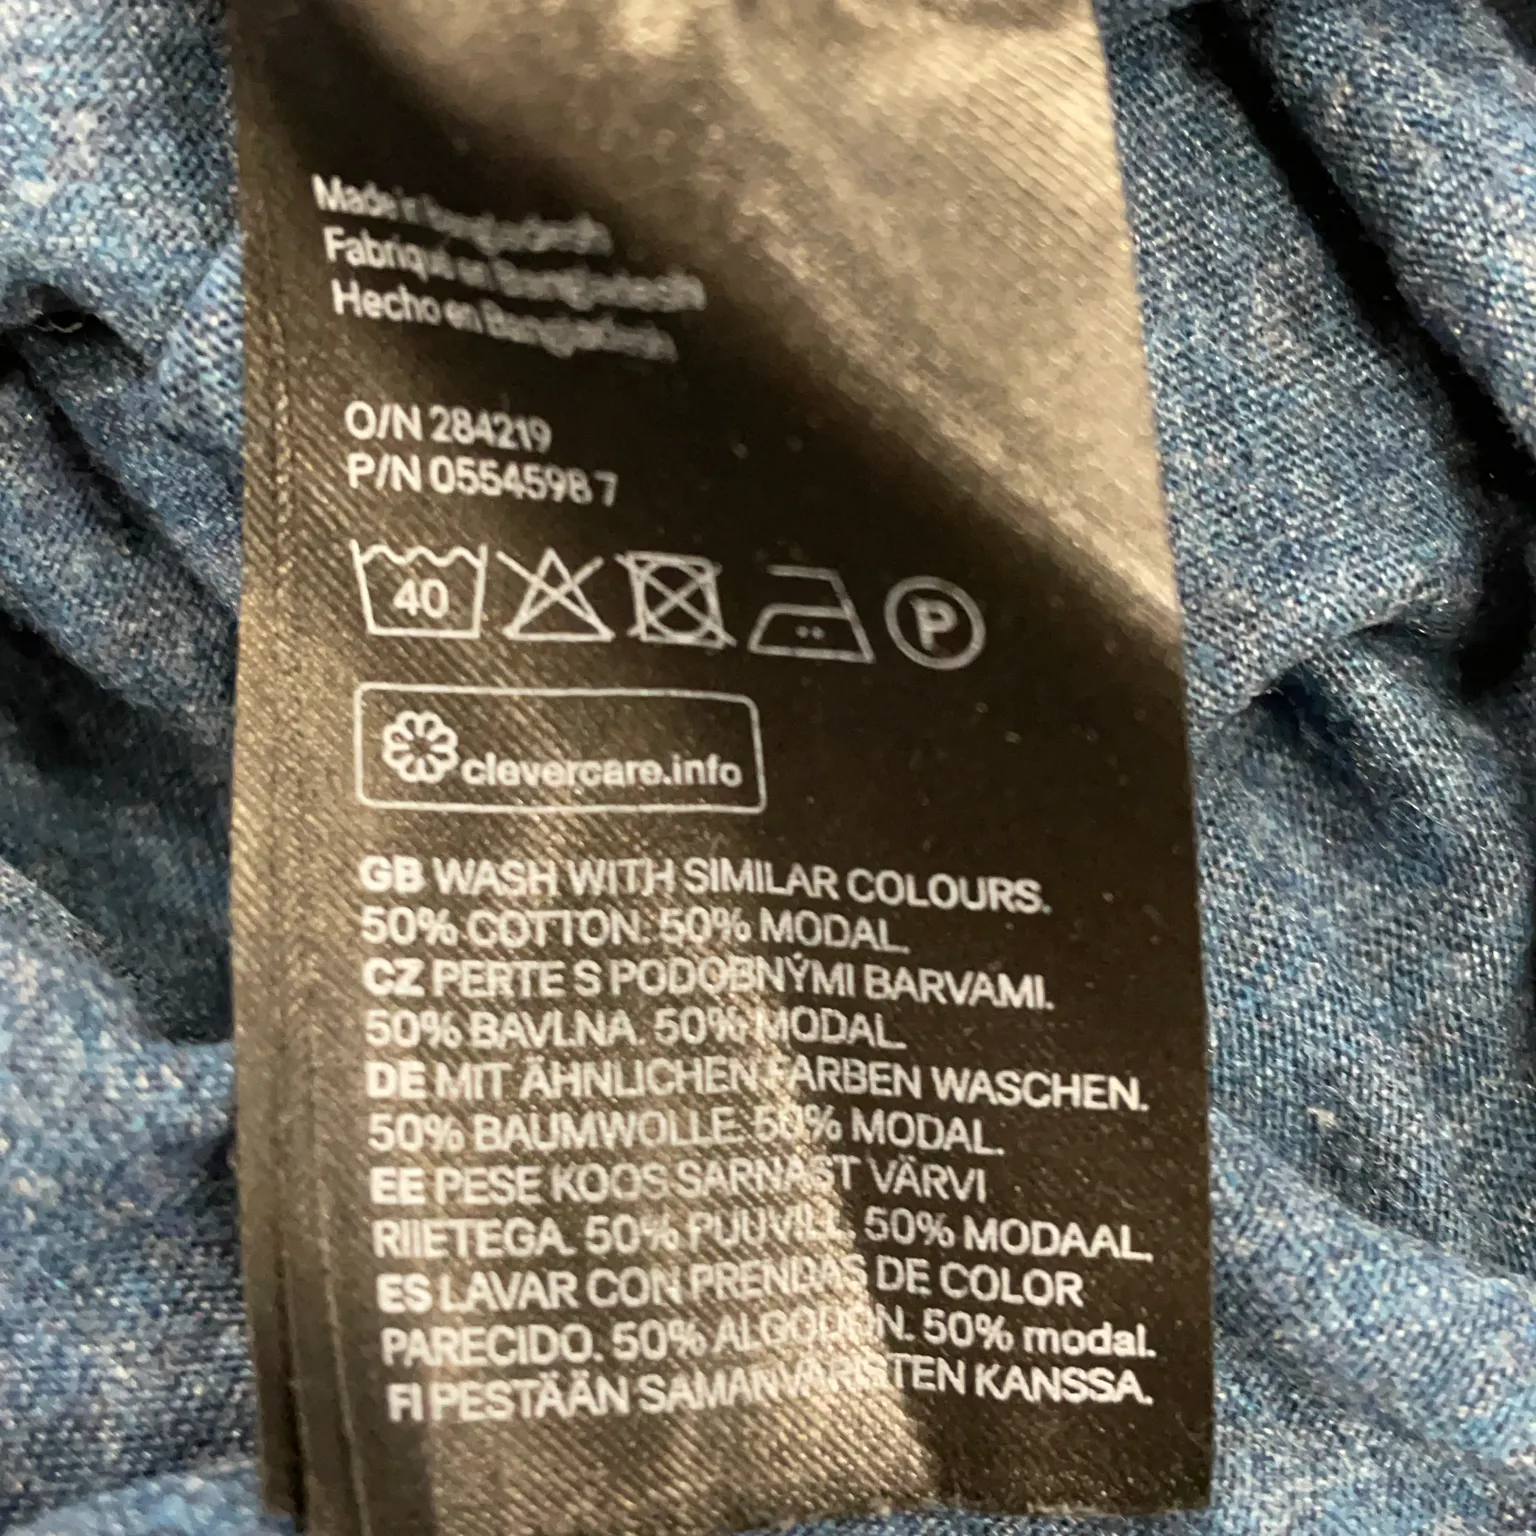 Made in Bangladesh
Fabriqué en Bangladesh
Hecho en Bangladesh
O/N 284219
P/N 0554598 7
40
P
clevercare.info
GB WASH WITH SIMILAR COLOURS.
50% COTTON. 50% MODAL.
CZ PERTE S PODOBNÝMI BARVAMI.
50% BAVLNA. 50% MODAL.
DE MIT ÄHNLICHEN FARBEN WASCHEN.
50% BAUMWOLLE. 50% MODAL.
EE PESE KOOS SARNAST VÄRVI
RIIETEGA. 50% PUUVILL. 50% MODAAL.
ES LAVAR CON PRENDAS DE COLOR
PARECIDO. 50% ALGODON. 50% modal.
FI PESTÄÄN SAMANVÄRISTEN KANSSA.